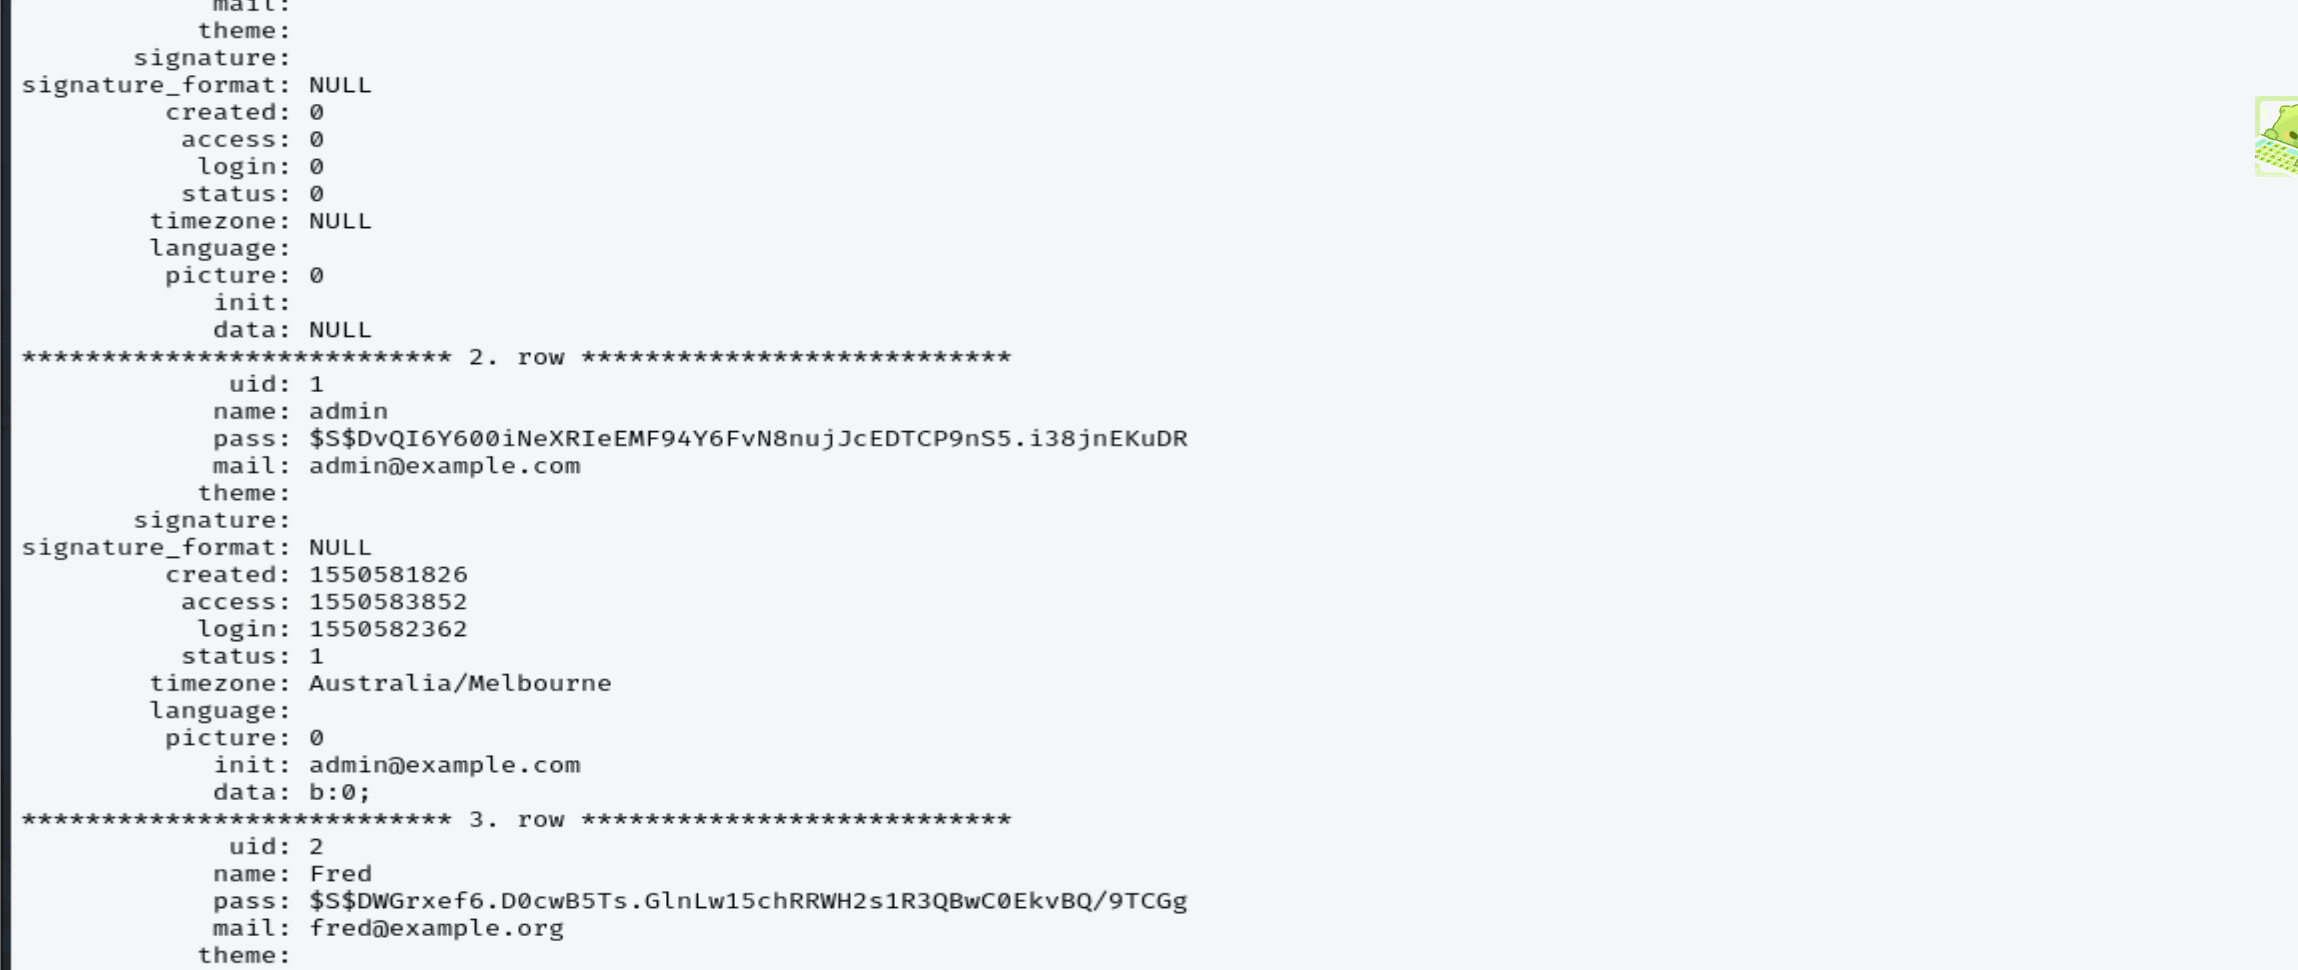 mail:
theme:
signature:
signature_format: NULL
created: 0
access: 0
login: 0
status: 0
timezone: NULL
language:
picture: 0
init:
data: NULL
*************************** 2. row ***************************
uid: 1
name: admin
pass: $S$DvQI6Y600iNeXRIeEMF94Y6FvN8nujJcEDTCP9nS5.i38jnEKuDR
mail: admin@example.com
theme:
signature:
signature_format: NULL
created: 1550581826
access: 1550583852
login: 1550582362
status: 1
timezone: Australia/Melbourne
language:
picture: 0
init: admin@example.com
data: b:0;
*************************** 3. row ***************************
uid: 2
name: Fred
pass: $S$DWGrxef6.D0cwB5Ts.GlnLw15chRRWH2s1R3QBwC0EkvBQ/9TCGg
mail: fred@example.org
theme: